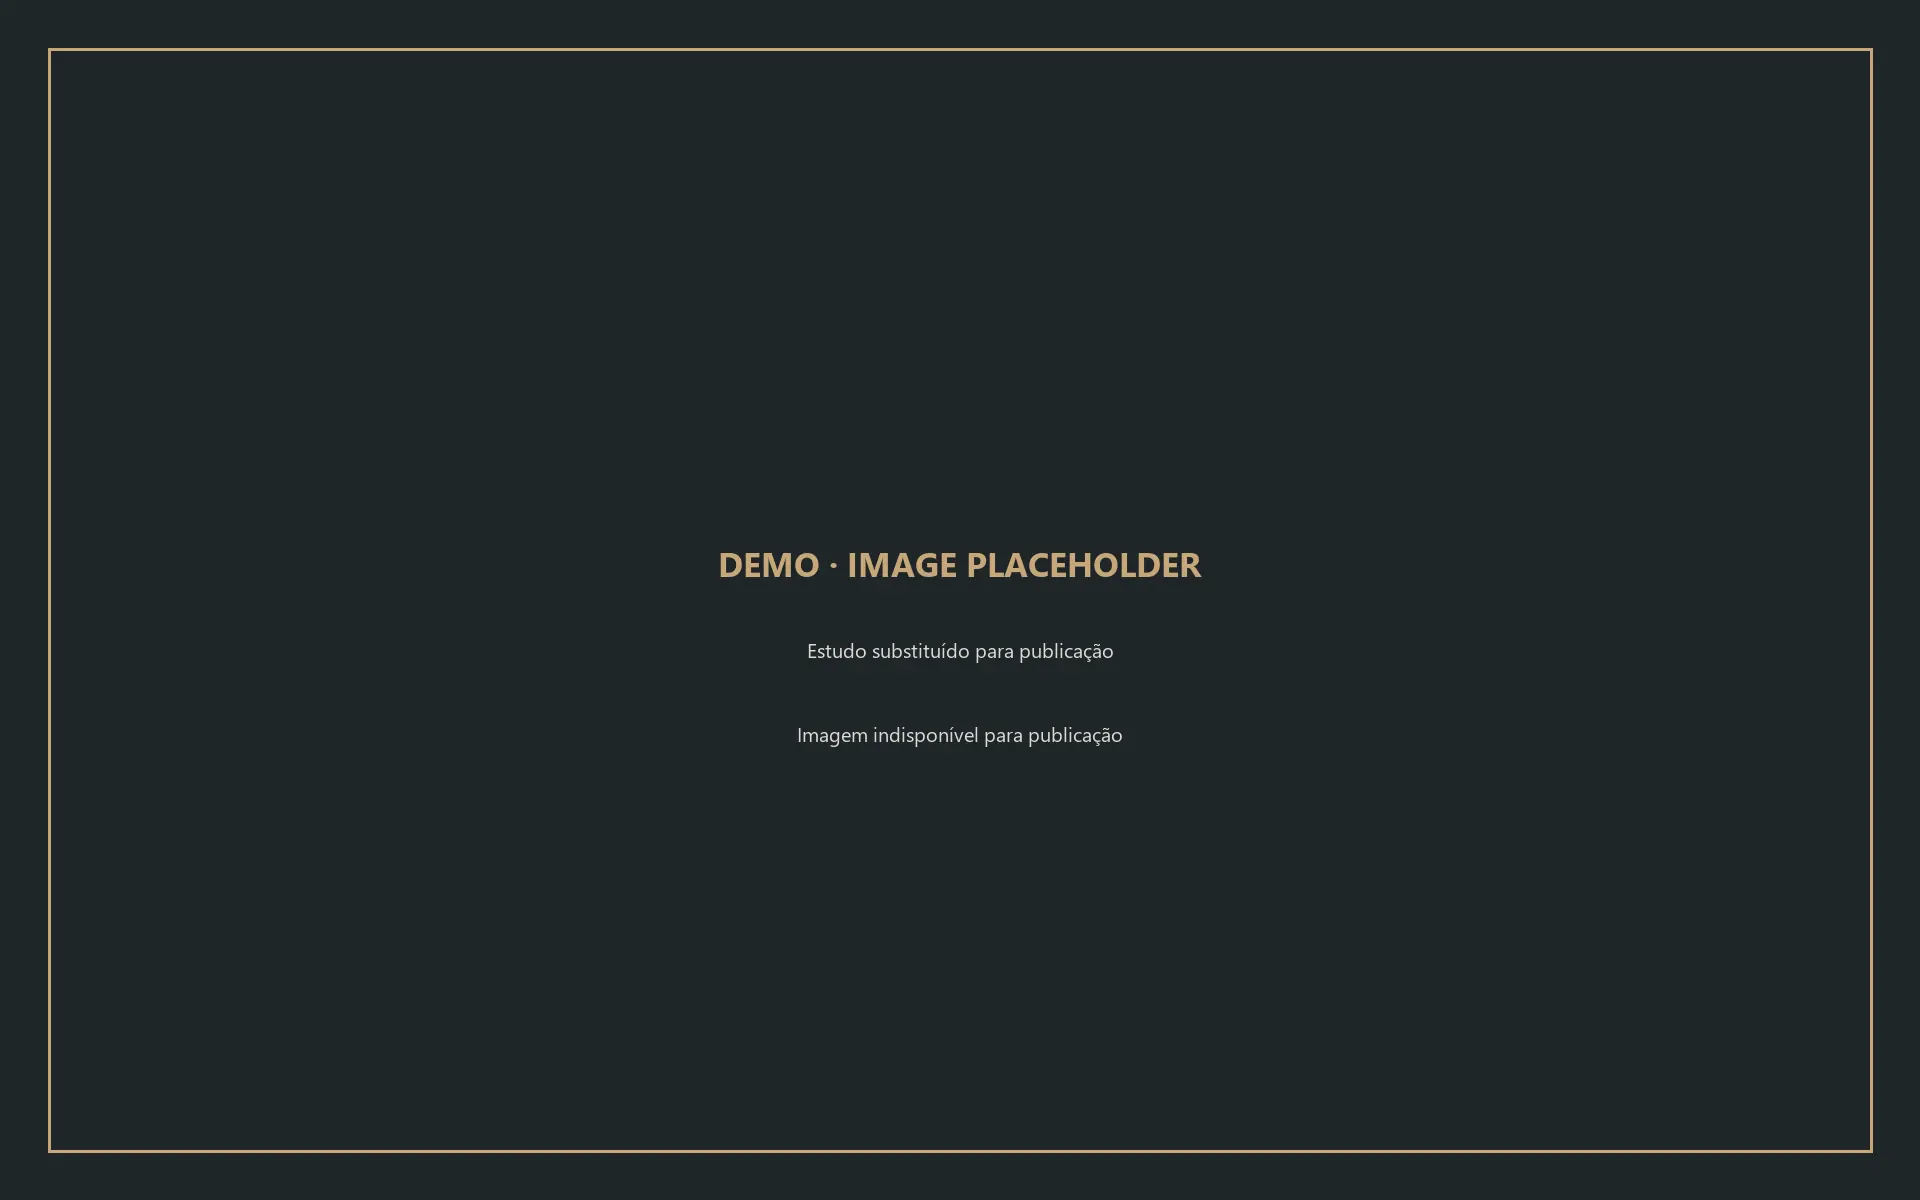 DEMO · IMAGE PLACEHOLDER
Estudo substituído para publicação
Imagem indisponível para publicação